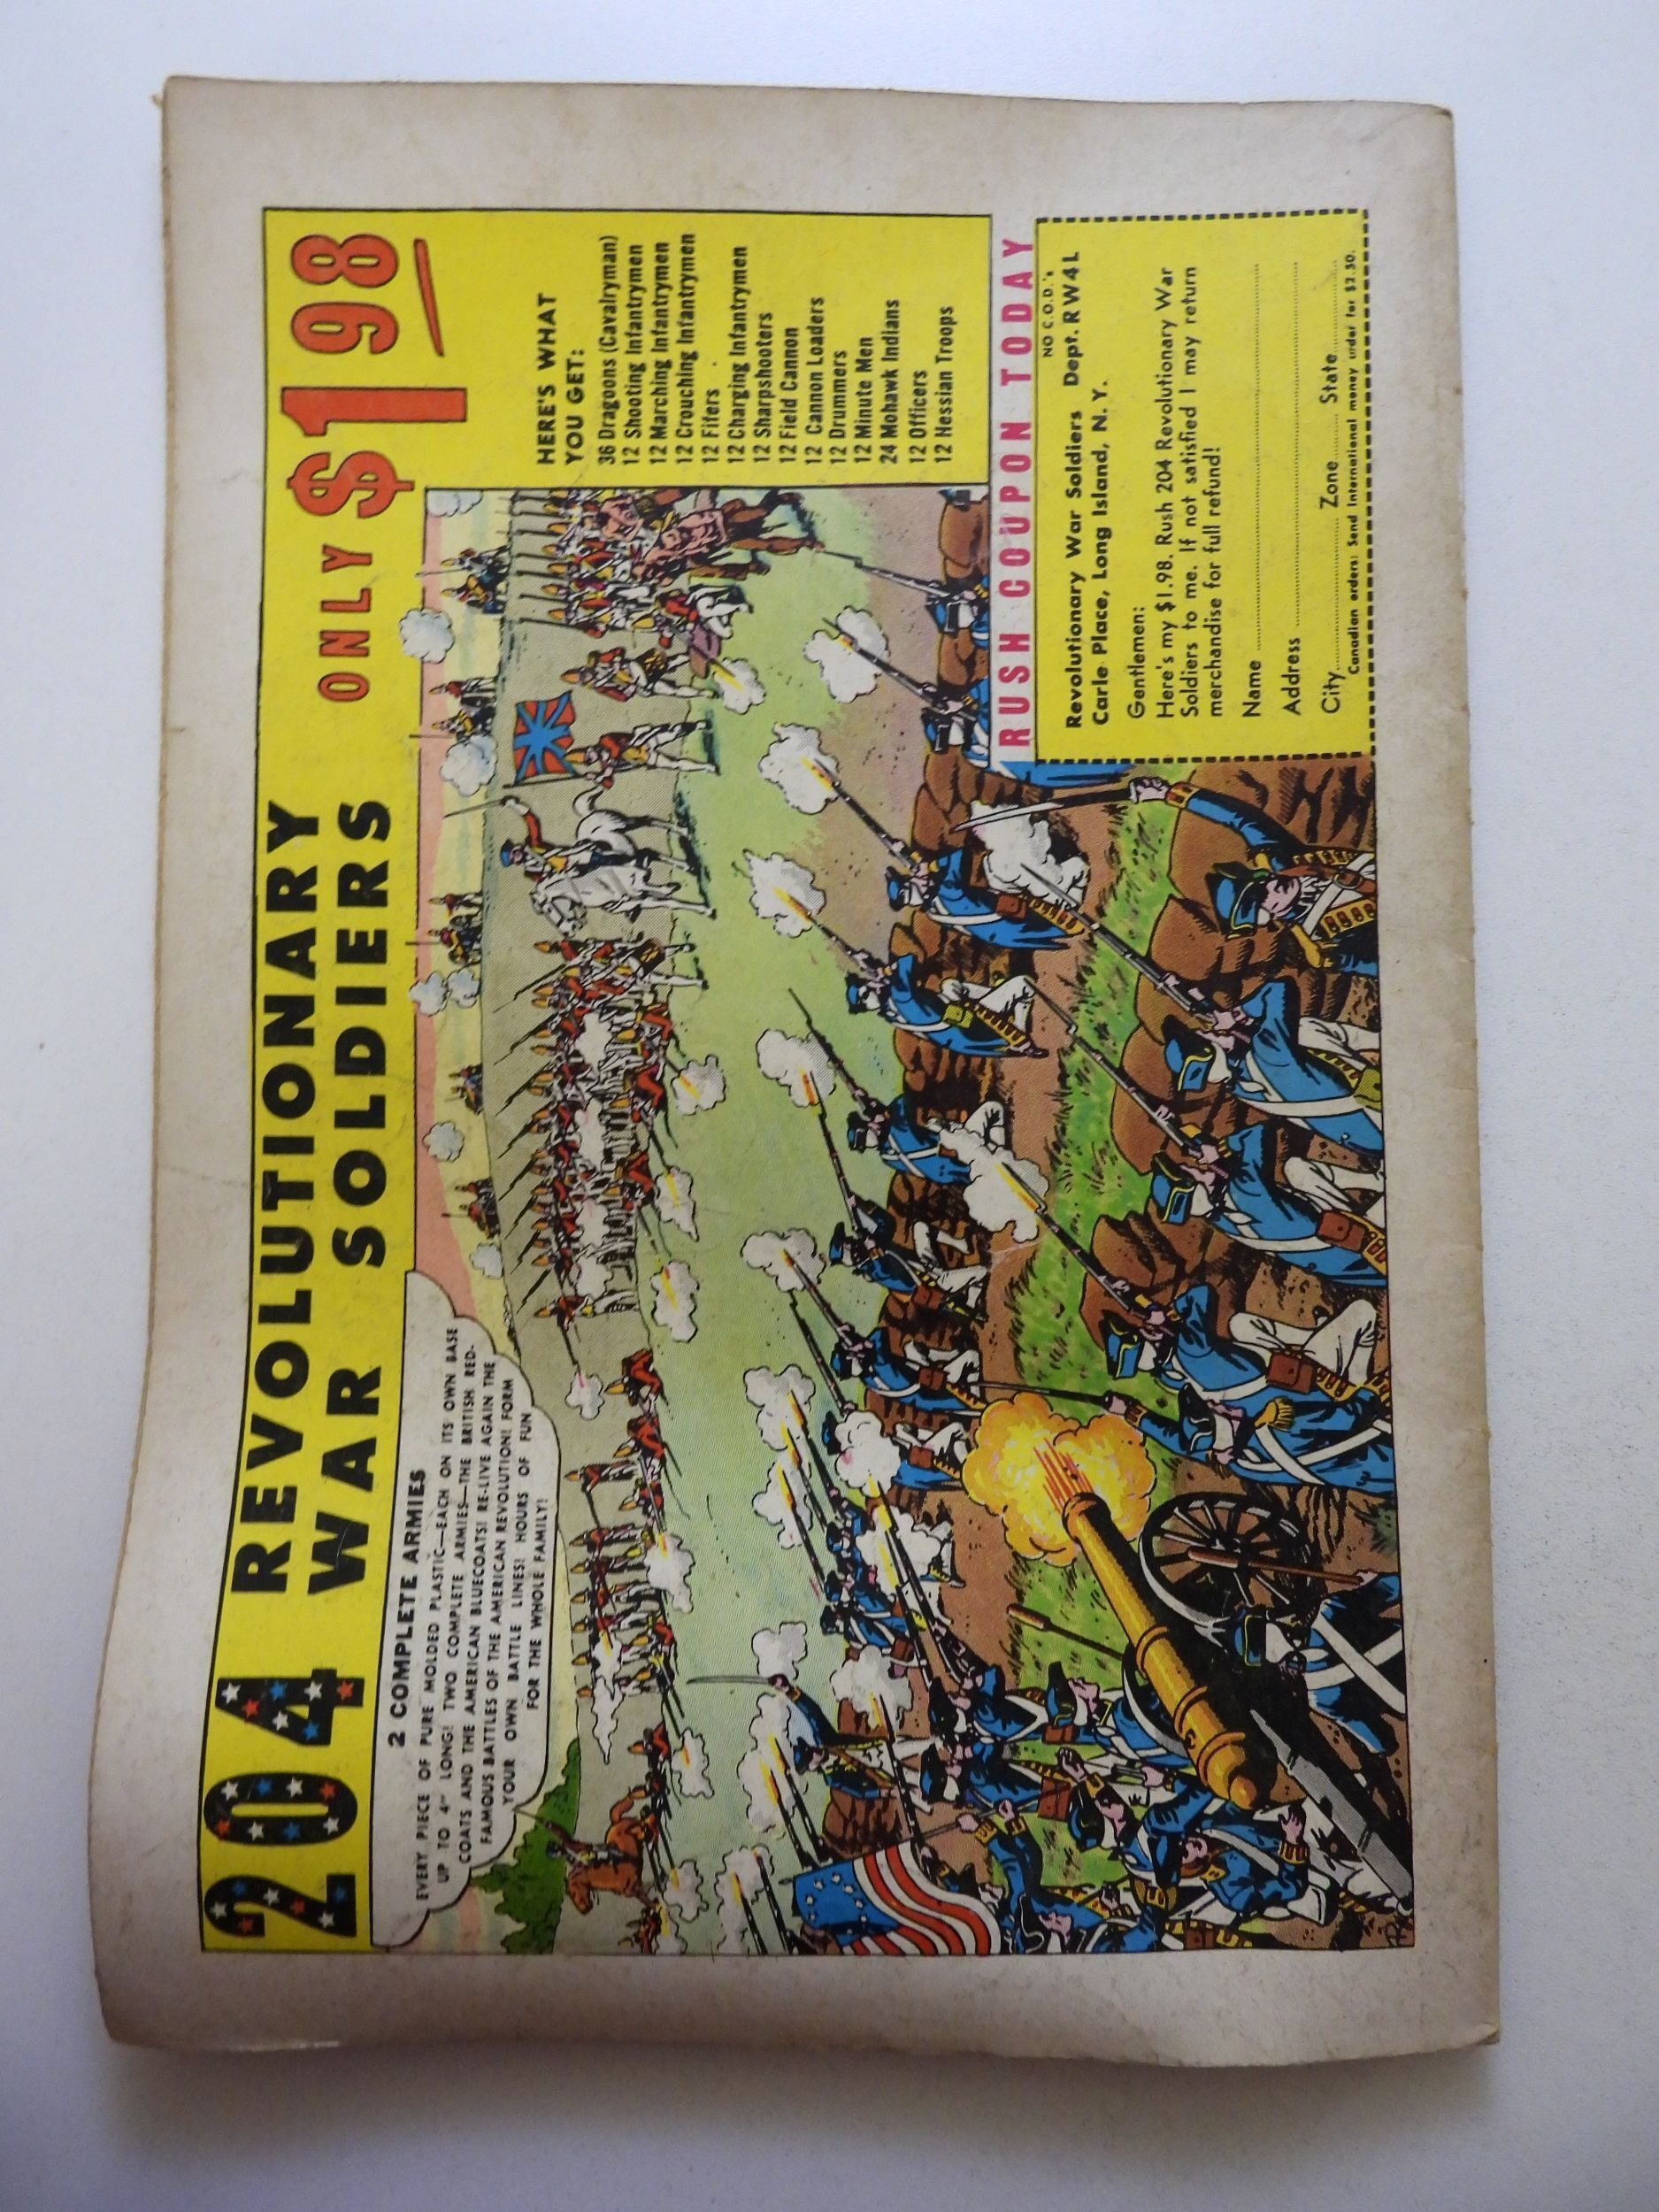 204 REVOLUTIONARY
WAR SOLDIERS ONLY $198
2 COMPLETE ARMIES
EVERY PIECE OF PURE MOLDED PLASTIC—EACH ON ITS OWN BASE
UP TO 4" LONG! TWO COMPLETE ARMIES—THE BRITISH RED-
COATS AND THE AMERICAN BLUECOATS! RE-LIVE AGAIN THE
FAMOUS BATTLES OF THE AMERICAN REVOLUTION! FORM
YOUR OWN BATTLE LINES! HOURS OF FUN
FOR THE WHOLE FAMILY!
HERE'S WHAT
YOU GET:
36 Dragoons (Cavalryman)
12 Shooting Infantrymen
12 Marching Infantrymen
12 Crouching Infantrymen
12 Fifers
12 Charging Infantrymen
12 Sharpshooters
12 Field Cannon
12 Cannon Loaders
12 Drummers
12 Minute Men
24 Mohawk Indians
12 Officers
12 Hessian Troops
RUSH COUPON TODAY
NO C.O.D.'s
Revolutionary War Soldiers Dept. RW4L
Carle Place, Long Island, N. Y.
Gentlemen:
Here's my $1.98. Rush 204 Revolutionary War
Soldiers to me. If not satisfied I may return
merchandise for full refund!
Name
Address
City Zone State
Canadian orders: Send International money order for $2.50.